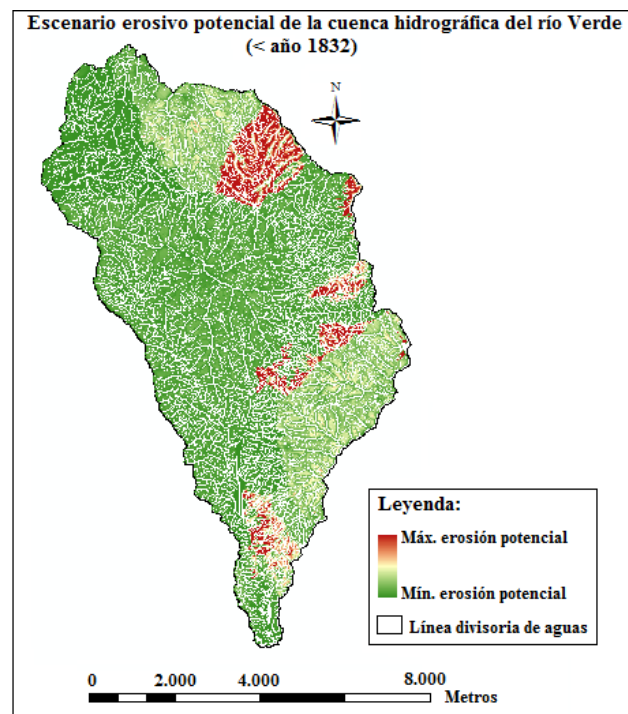 Escenario erosivo potencial de la cuenca hidrográfica del río Verde
(< año 1832)
N
Leyenda:
Máx. erosión potencial
Mín. erosión potencial
Línea divisoria de aguas
0 2.000 4.000 8.000
Metros